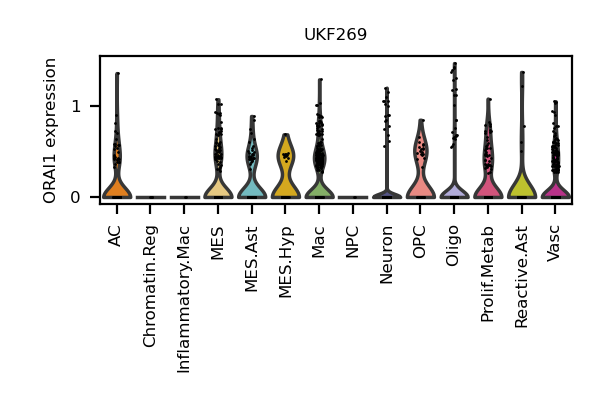 UKF269
ORAI1 expression
1
0
AC
Chromatin.Reg
Inflammatory.Mac
MES
MES.Ast
MES.Hyp
Mac
NPC
Neuron
OPC
Oligo
Prolif.Metab
Reactive.Ast
Vasc